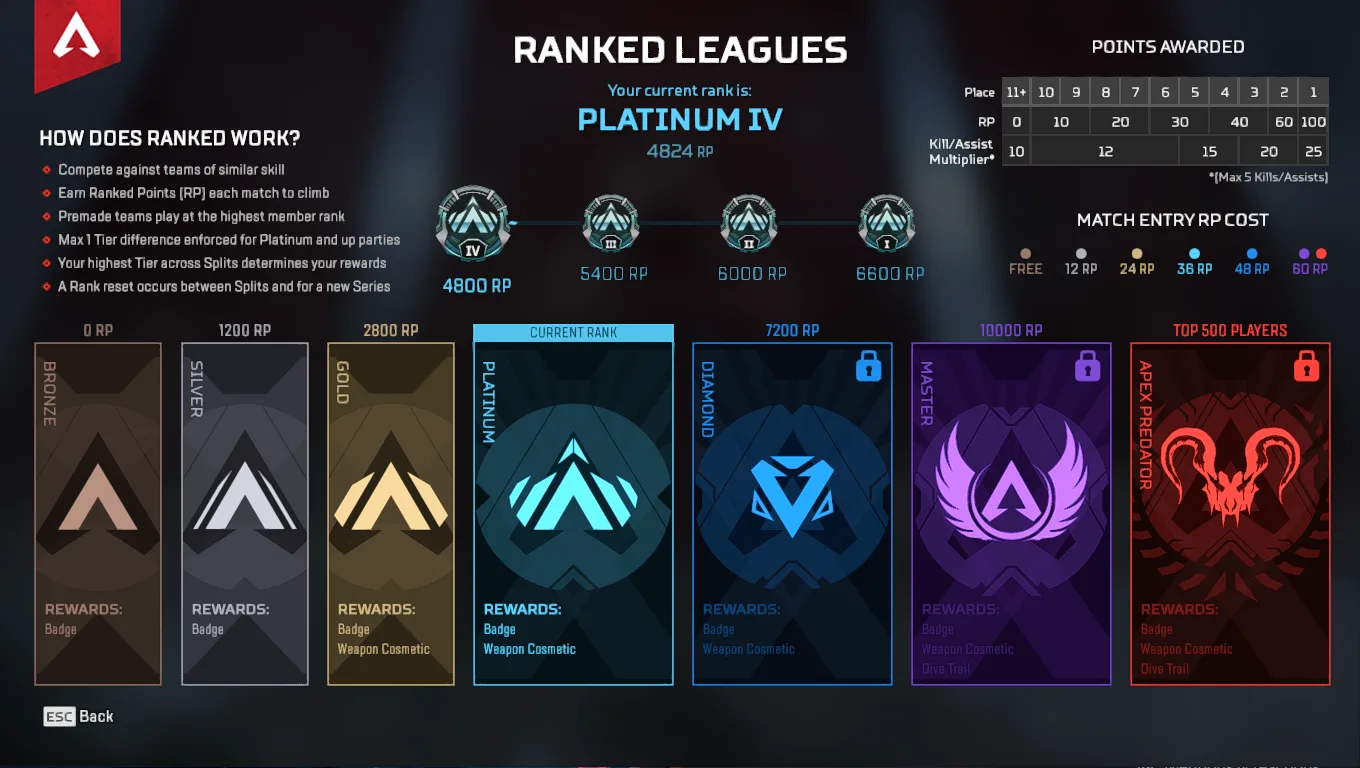 RANKED LEAGUES
Your current rank is:
PLATINUM IV
4824 RP
HOW DOES RANKED WORK?
Compete against teams of similar skill
Earn Ranked Points [RP] each match to climb
Premade teams play at the highest member rank
Max 1 Tier difference enforced for Platinum and up parties
Your highest Tier across Splits determines your rewards
A Rank reset occurs between Splits and for a new Series
IV III II I
4800 RP 5400 RP 6000 RP 6600 RP
POINTS AWARDED
Place 11+ 10 9 8 7 6 5 4 3 2 1
RP 0 10 20 30 40 60 100
Kill/Assist
Multiplier* 10 12 15 20 25
*[Max 5 Kills/Assists]
MATCH ENTRY RP COST
FREE 12 RP 24 RP 36 RP 48 RP 60 RP
0 RP
BRONZE
REWARDS:
Badge
1200 RP
SILVER
REWARDS:
Badge
2800 RP
GOLD
REWARDS:
Badge
Weapon Cosmetic
CURRENT RANK
PLATINUM
REWARDS:
Badge
Weapon Cosmetic
7200 RP
DIAMOND
REWARDS:
Badge
Weapon Cosmetic
10000 RP
MASTER
REWARDS:
Badge
Weapon Cosmetic
Dive Trail
TOP 500 PLAYERS
APEX PREDATOR
REWARDS:
Badge
Weapon Cosmetic
Dive Trail
ESC Back